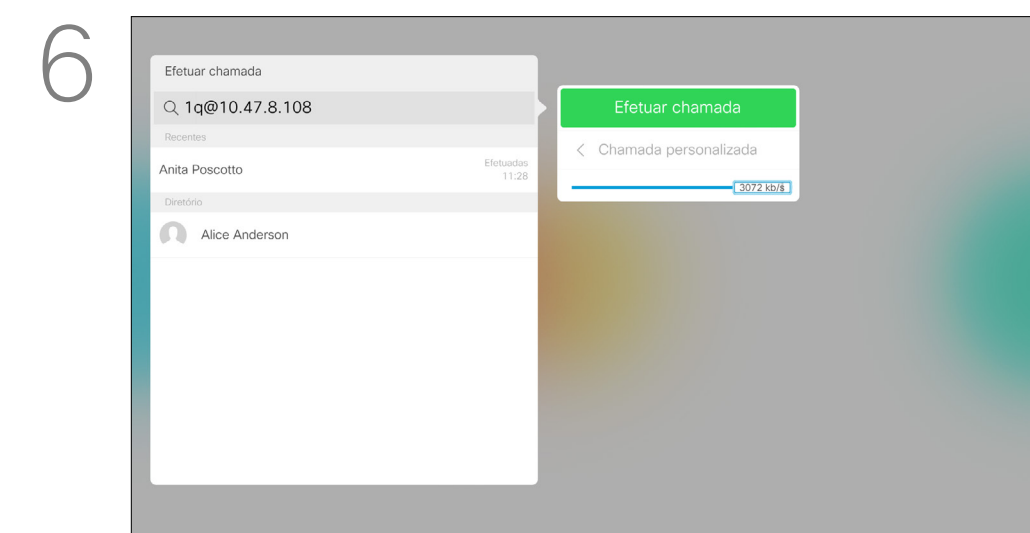 6
Efetuar chamada
1q@10.47.8.108
Recentes
Anita Poscotto
Efetuadas
11:28
Diretório
Alice Anderson
Efetuar chamada
Chamada personalizada
3072 kb/s